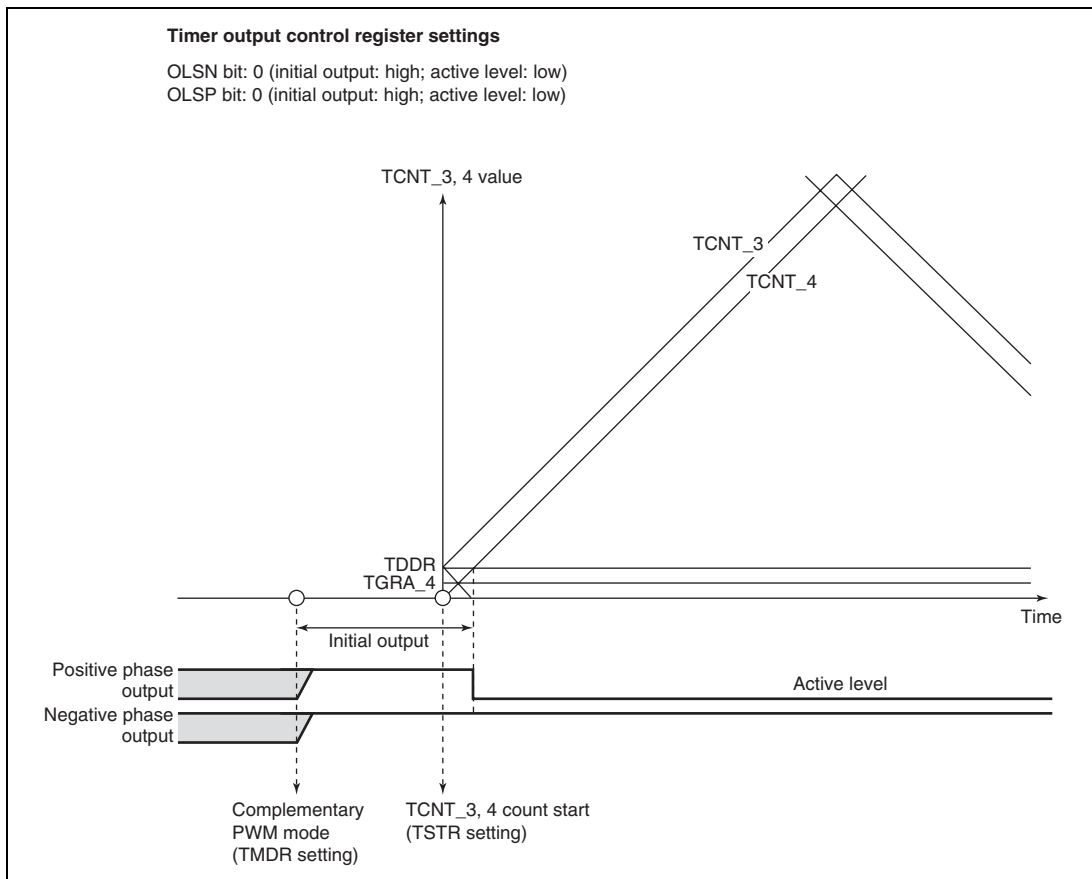 Timer output control register settings
OLSN bit: 0 (initial output: high; active level: low)
OLSP bit: 0 (initial output: high; active level: low)
TCNT_3, 4 value
TCNT_3
TCNT_4
TDDR
TGRA_4
Time
Initial output
Positive phase
output
Active level
Negative phase
output
Complementary
PWM mode
(TMDR setting)
TCNT_3, 4 count start
(TSTR setting)